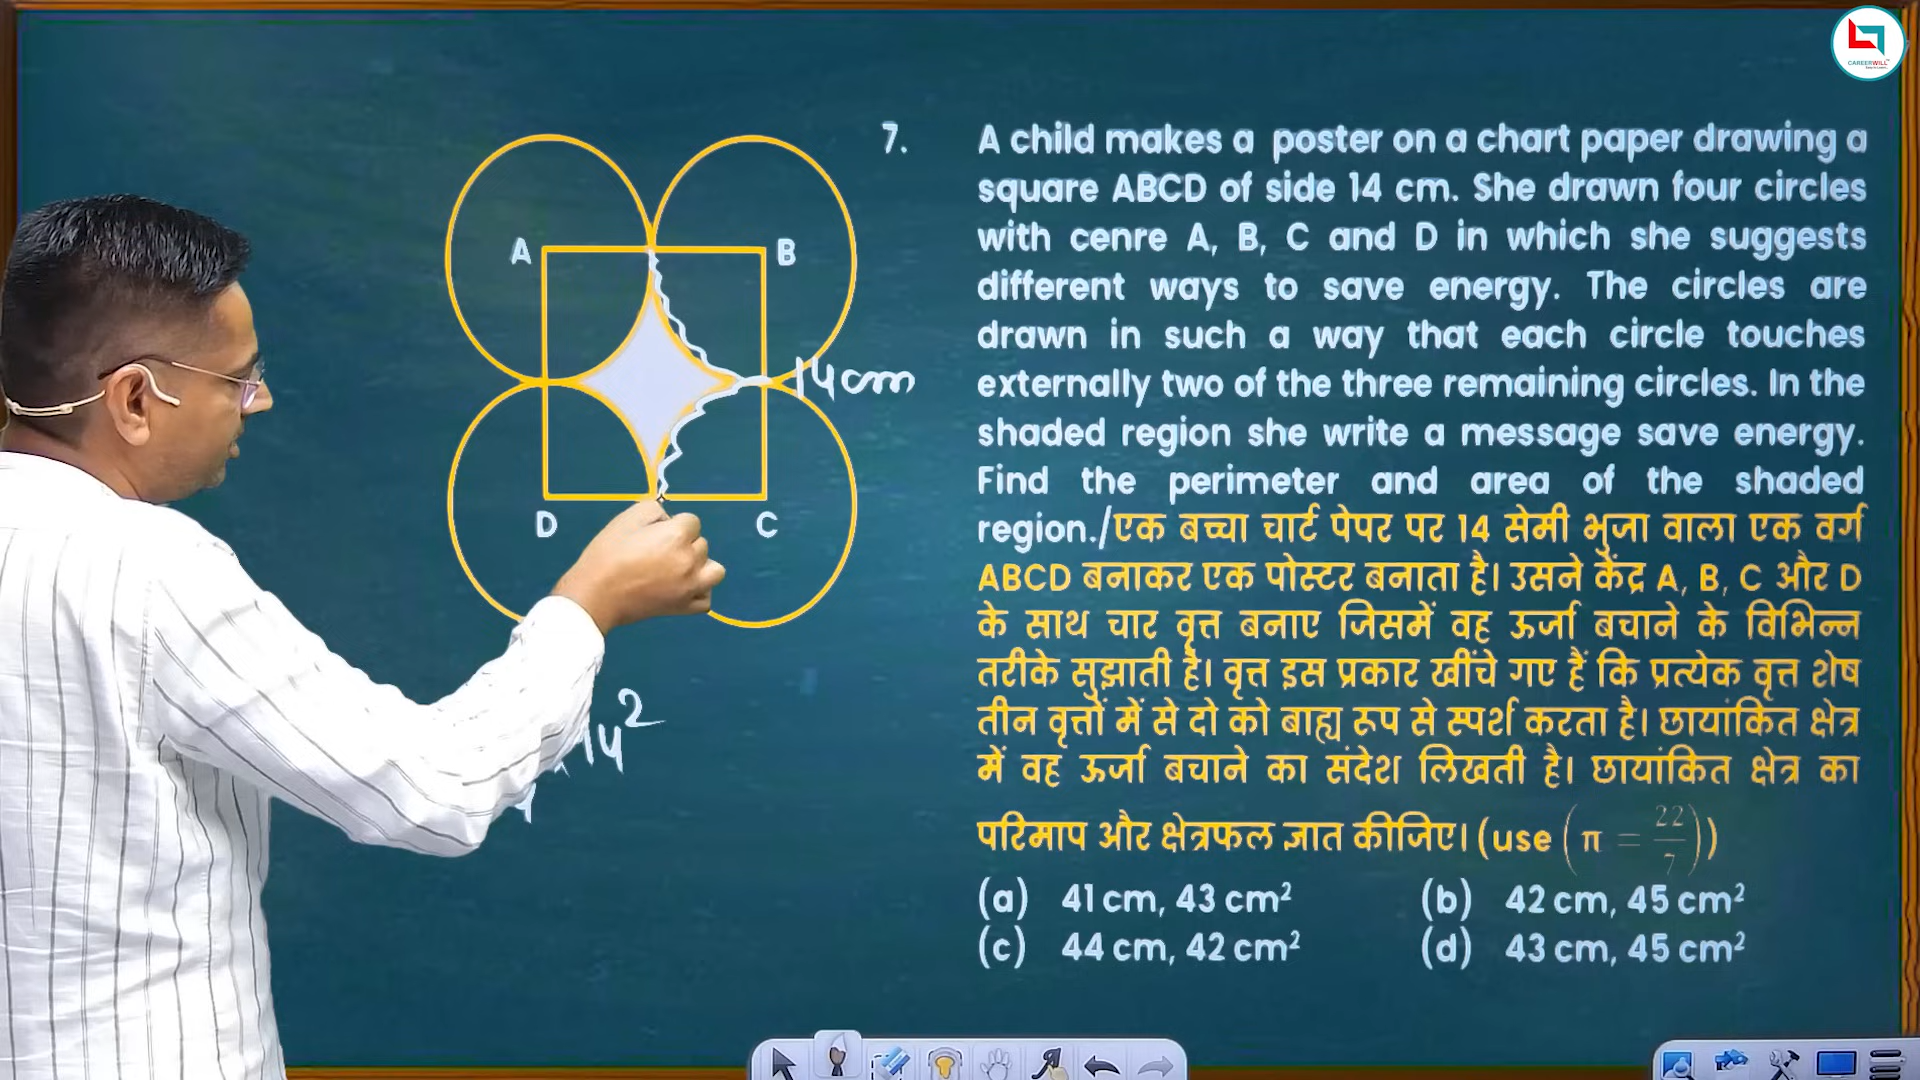 CAREERWILL
7. A child makes a poster on a chart paper drawing a
square ABCD of side 14 cm. She drawn four circles
with cenre A, B, C and D in which she suggests
different ways to save energy. The circles are
drawn in such a way that each circle touches
externally two of the three remaining circles. In the
shaded region she write a message save energy.
Find the perimeter and area of the shaded
region./एक बच्चा चार्ट पेपर पर 14 सेमी भुजा वाला एक वर्ग
ABCD बनाकर एक पोस्टर बनाता है। उसने केंद्र A, B, C और D
के साथ चार वृत्त बनाए जिसमें वह ऊर्जा बचाने के विभिन्न
तरीके सुझाती है। वृत्त इस प्रकार खींचे गए हैं कि प्रत्येक वृत्त शेष
तीन वृत्तों में से दो को बाह्य रूप से स्पर्श करता है। छायांकित क्षेत्र
में वह ऊर्जा बचाने का संदेश लिखती है। छायांकित क्षेत्र का
परिमाप और क्षेत्रफल ज्ञात कीजिए। (use (π = 22/7))
(a) 41 cm, 43 cm² (b) 42 cm, 45 cm²
(c) 44 cm, 42 cm² (d) 43 cm, 45 cm²
A B
14cm
D C
14²